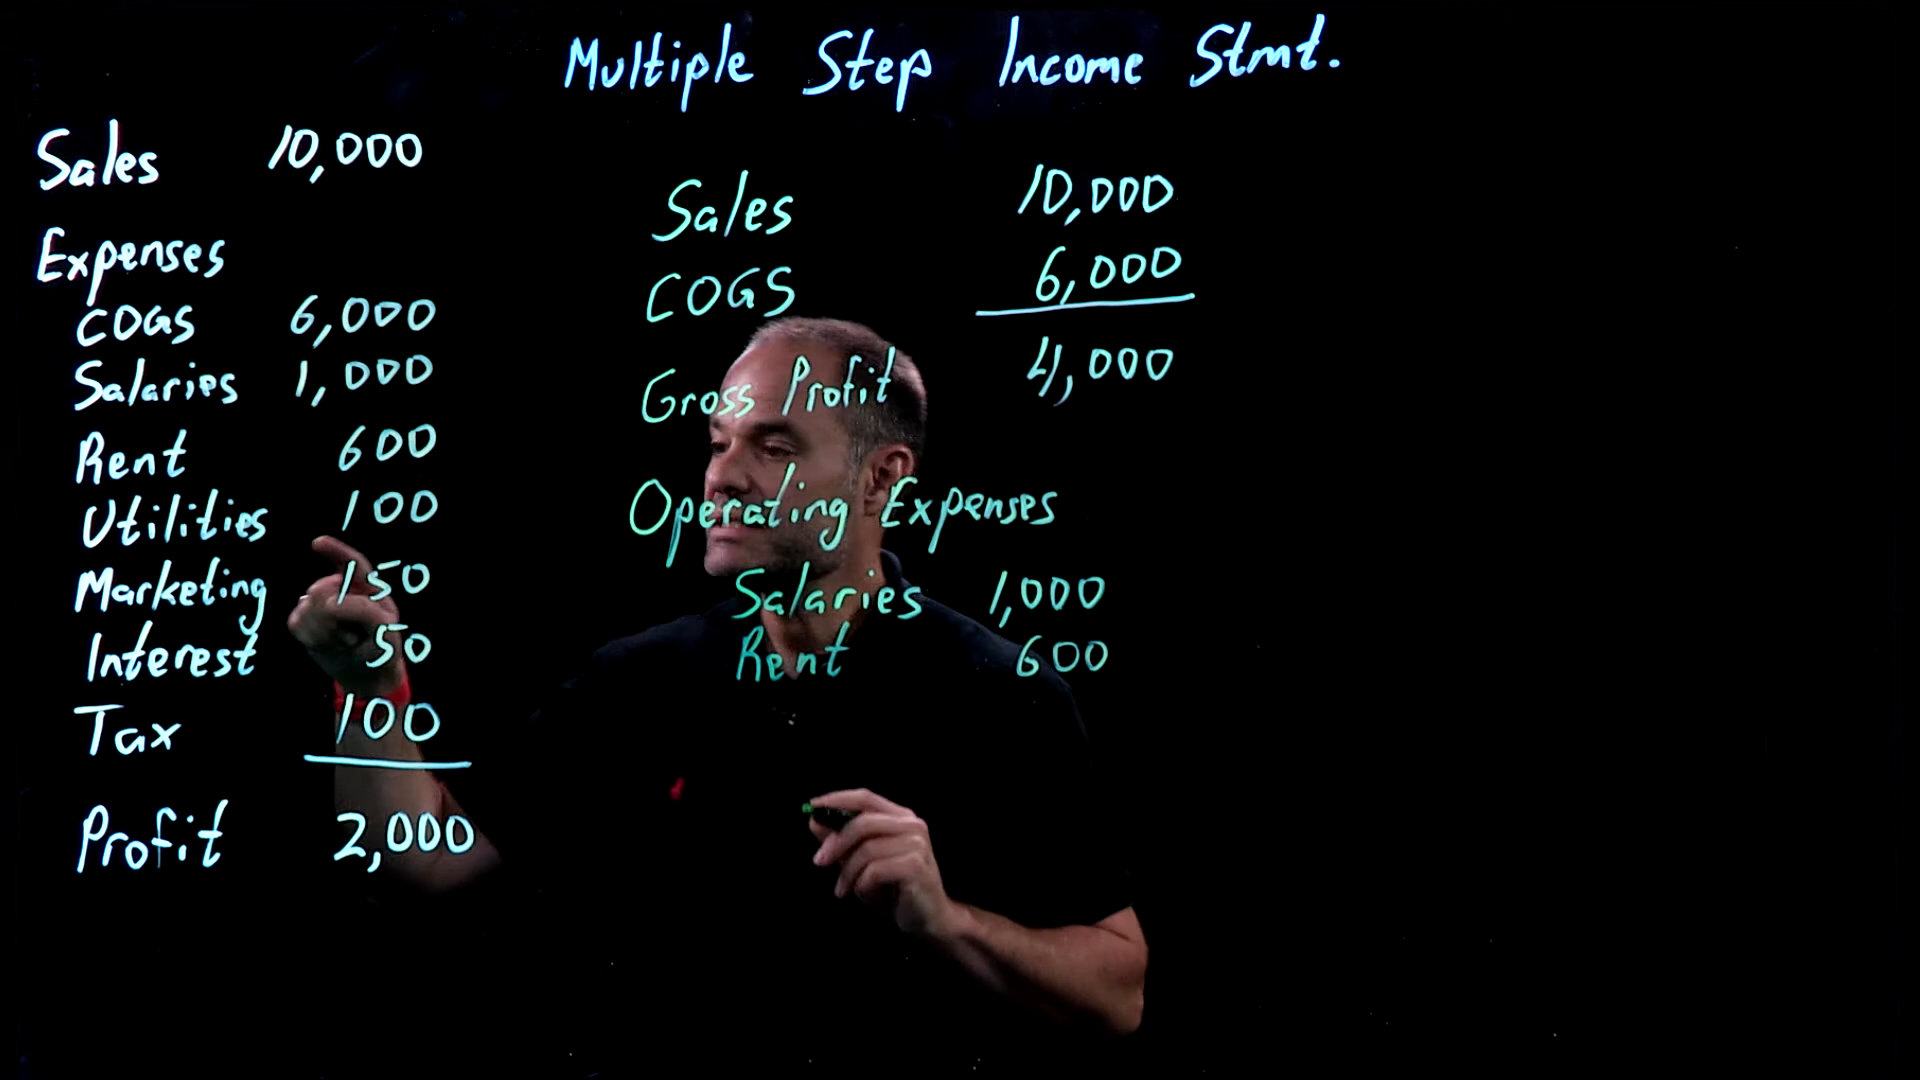 Multiple Step Income Stmt.
Sales 10,000
Expenses
COGS 6,000
Salaries 1,000
Rent 600
Utilities 100
Marketing 150
Interest 50
Tax 100
Profit 2,000
Sales 10,000
COGS 6,000
4,000
Gross Profit
Operating Expenses
Salaries 1,000
Rent 600